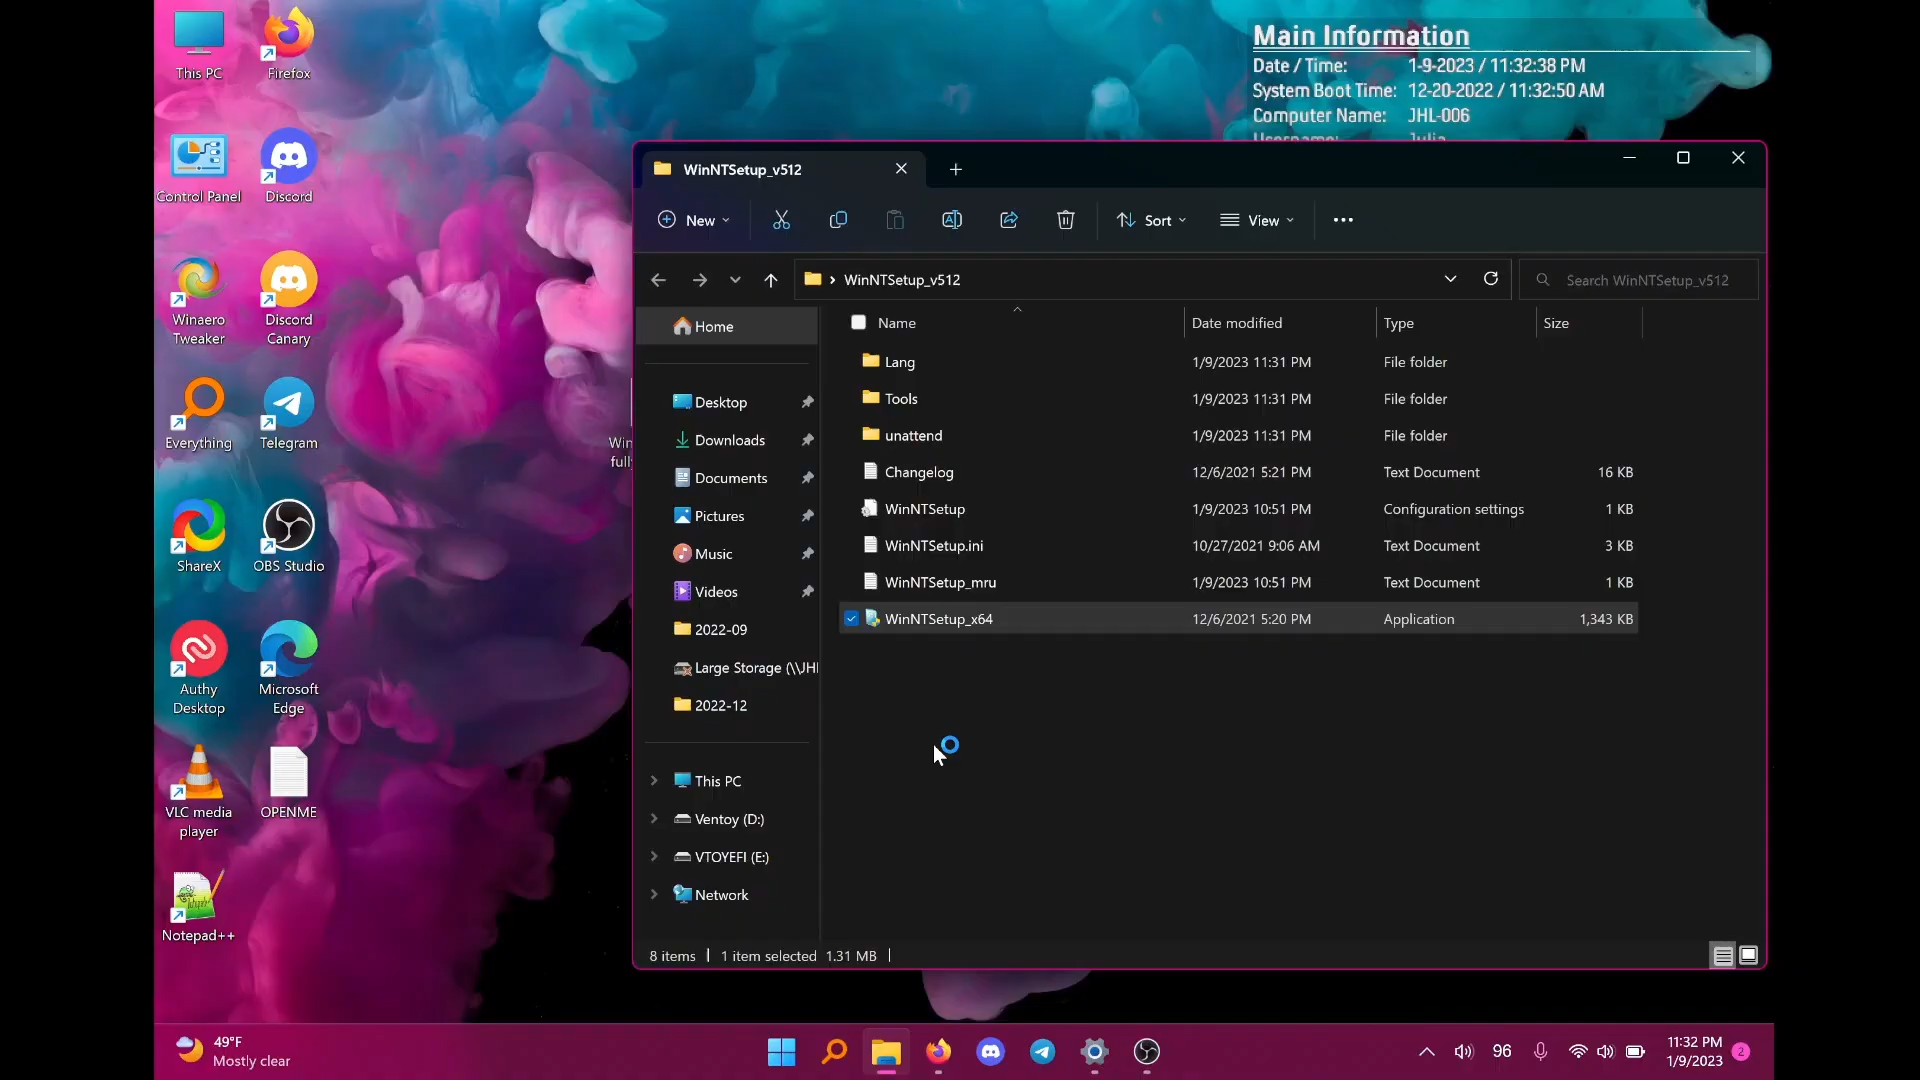 This PC
Firefox
Control Panel
Discord
Winaero
Tweaker
Discord
Canary
Everything
Telegram
ShareX
OBS Studio
Authy
Desktop
Microsoft
Edge
VLC media
player
OPENME
Notepad++
Win
full
Main Information
Date / Time: 1-9-2023 / 11:32:38 PM
System Boot Time: 12-20-2022 / 11:32:50 AM
Computer Name: JHL-006
Username: Julia
WinNTSetup_v512
New
Sort
View
WinNTSetup_v512
Search WinNTSetup_v512
Home
Desktop
Downloads
Documents
Pictures
Music
Videos
2022-09
Large Storage (\\JHI
2022-12
This PC
Ventoy (D:)
VTOYEFI (E:)
Network
Name Date modified Type Size
Lang 1/9/2023 11:31 PM File folder
Tools 1/9/2023 11:31 PM File folder
unattend 1/9/2023 11:31 PM File folder
Changelog 12/6/2021 5:21 PM Text Document 16 KB
WinNTSetup 1/9/2023 10:51 PM Configuration settings 1 KB
WinNTSetup.ini 10/27/2021 9:06 AM Text Document 3 KB
WinNTSetup_mru 1/9/2023 10:51 PM Text Document 1 KB
WinNTSetup_x64 12/6/2021 5:20 PM Application 1,343 KB
8 items 1 item selected 1.31 MB
49°F
Mostly clear
96
11:32 PM
1/9/2023
2